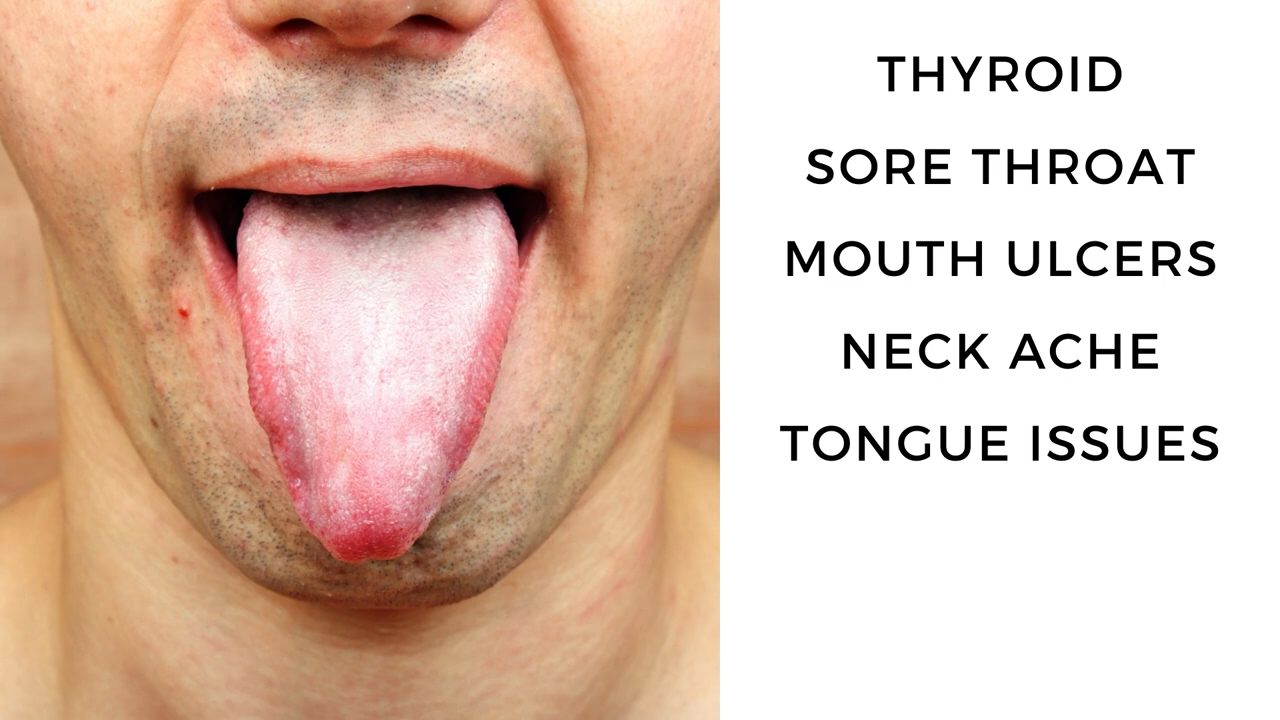 THYROID
SORE THROAT
MOUTH ULCERS
NECK ACHE
TONGUE ISSUES